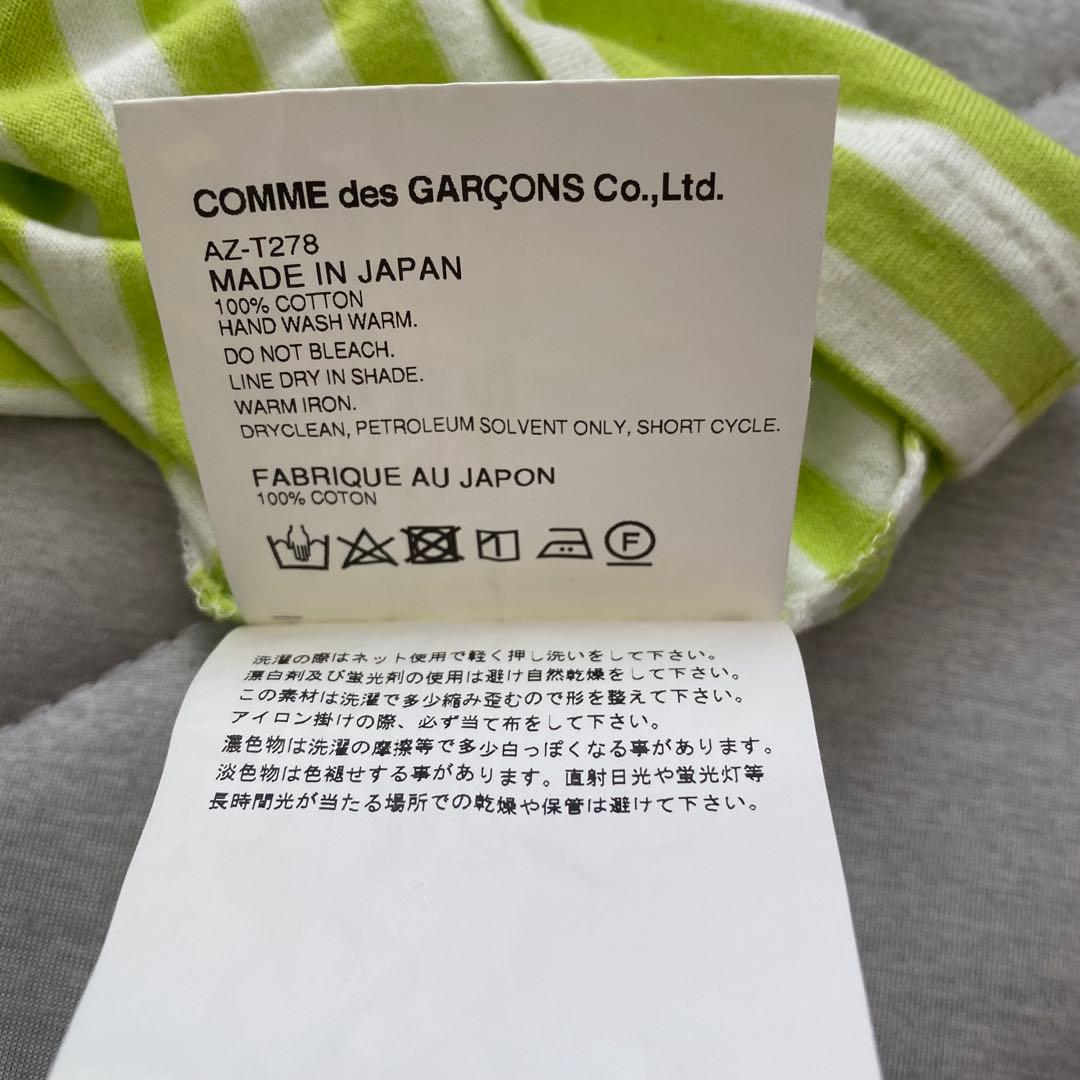 COMME des GARÇONS Co.,Ltd.
AZ-T278
MADE IN JAPAN
100% COTTON
HAND WASH WARM.
DO NOT BLEACH.
LINE DRY IN SHADE.
WARM IRON.
DRYCLEAN, PETROLEUM SOLVENT ONLY, SHORT CYCLE.
FABRIQUE AU JAPON
100% COTON
F
洗濯の際はネット使用で軽く押し洗いをして下さい。
漂白剤及び蛍光剤の使用は避け自然乾燥をして下さい。
この素材は洗濯で多少縮み歪むので形を整えて下さい。
アイロン掛けの際、必ず当て布をして下さい。
濃色物は洗濯の摩擦等で多少白っぽくなる事があります。
淡色物は色褪せする事があります。直射日光や蛍光灯等
長時間光が当たる場所での乾燥や保管は避けて下さい。